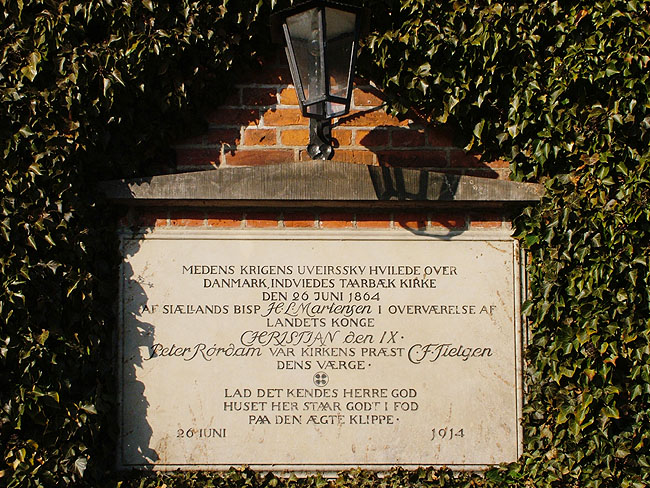 MEDENS KRIGENS UVEIRSSKY HVILEDE OVER
DANMARK, INDVIEDES TAARBÆK KIRKE
DEN 26 JUNI 1864
AF SIÆLLANDS BISP H L Martensen I OVERVÆRELSE AF
LANDETS KONGE
CHRISTIAN den IX ·
Peter Rördam VAR KIRKENS PRÆST · C. F. Tietgen
DENS VÆRGE ·
LAD DET KENDES HERRE GOD
HUSET HER STAAR GODT I FOD
PAA DEN ÆGTE KLIPPE ·
26 IUNI 1914